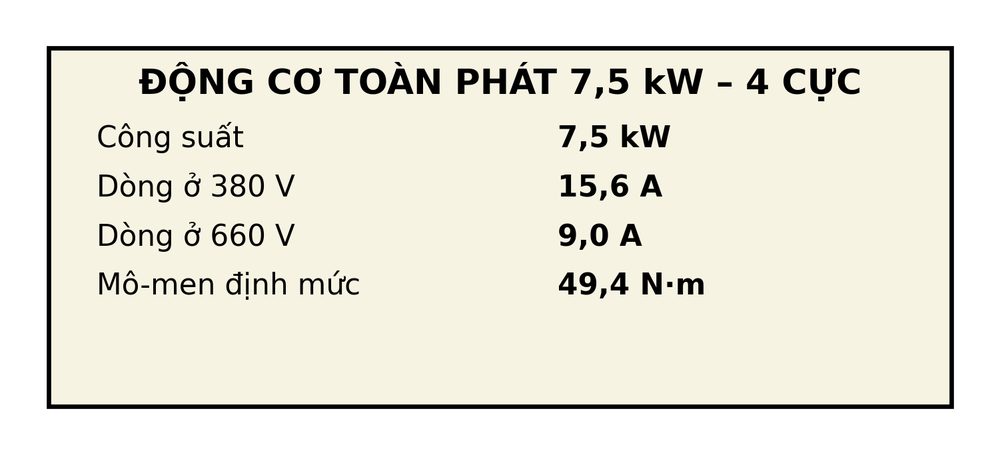 ĐỘNG CƠ TOÀN PHÁT 7,5 kW – 4 CỰC
Công suất 7,5 kW
Dòng ở 380 V 15,6 A
Dòng ở 660 V 9,0 A
Mô-men định mức 49,4 N·m